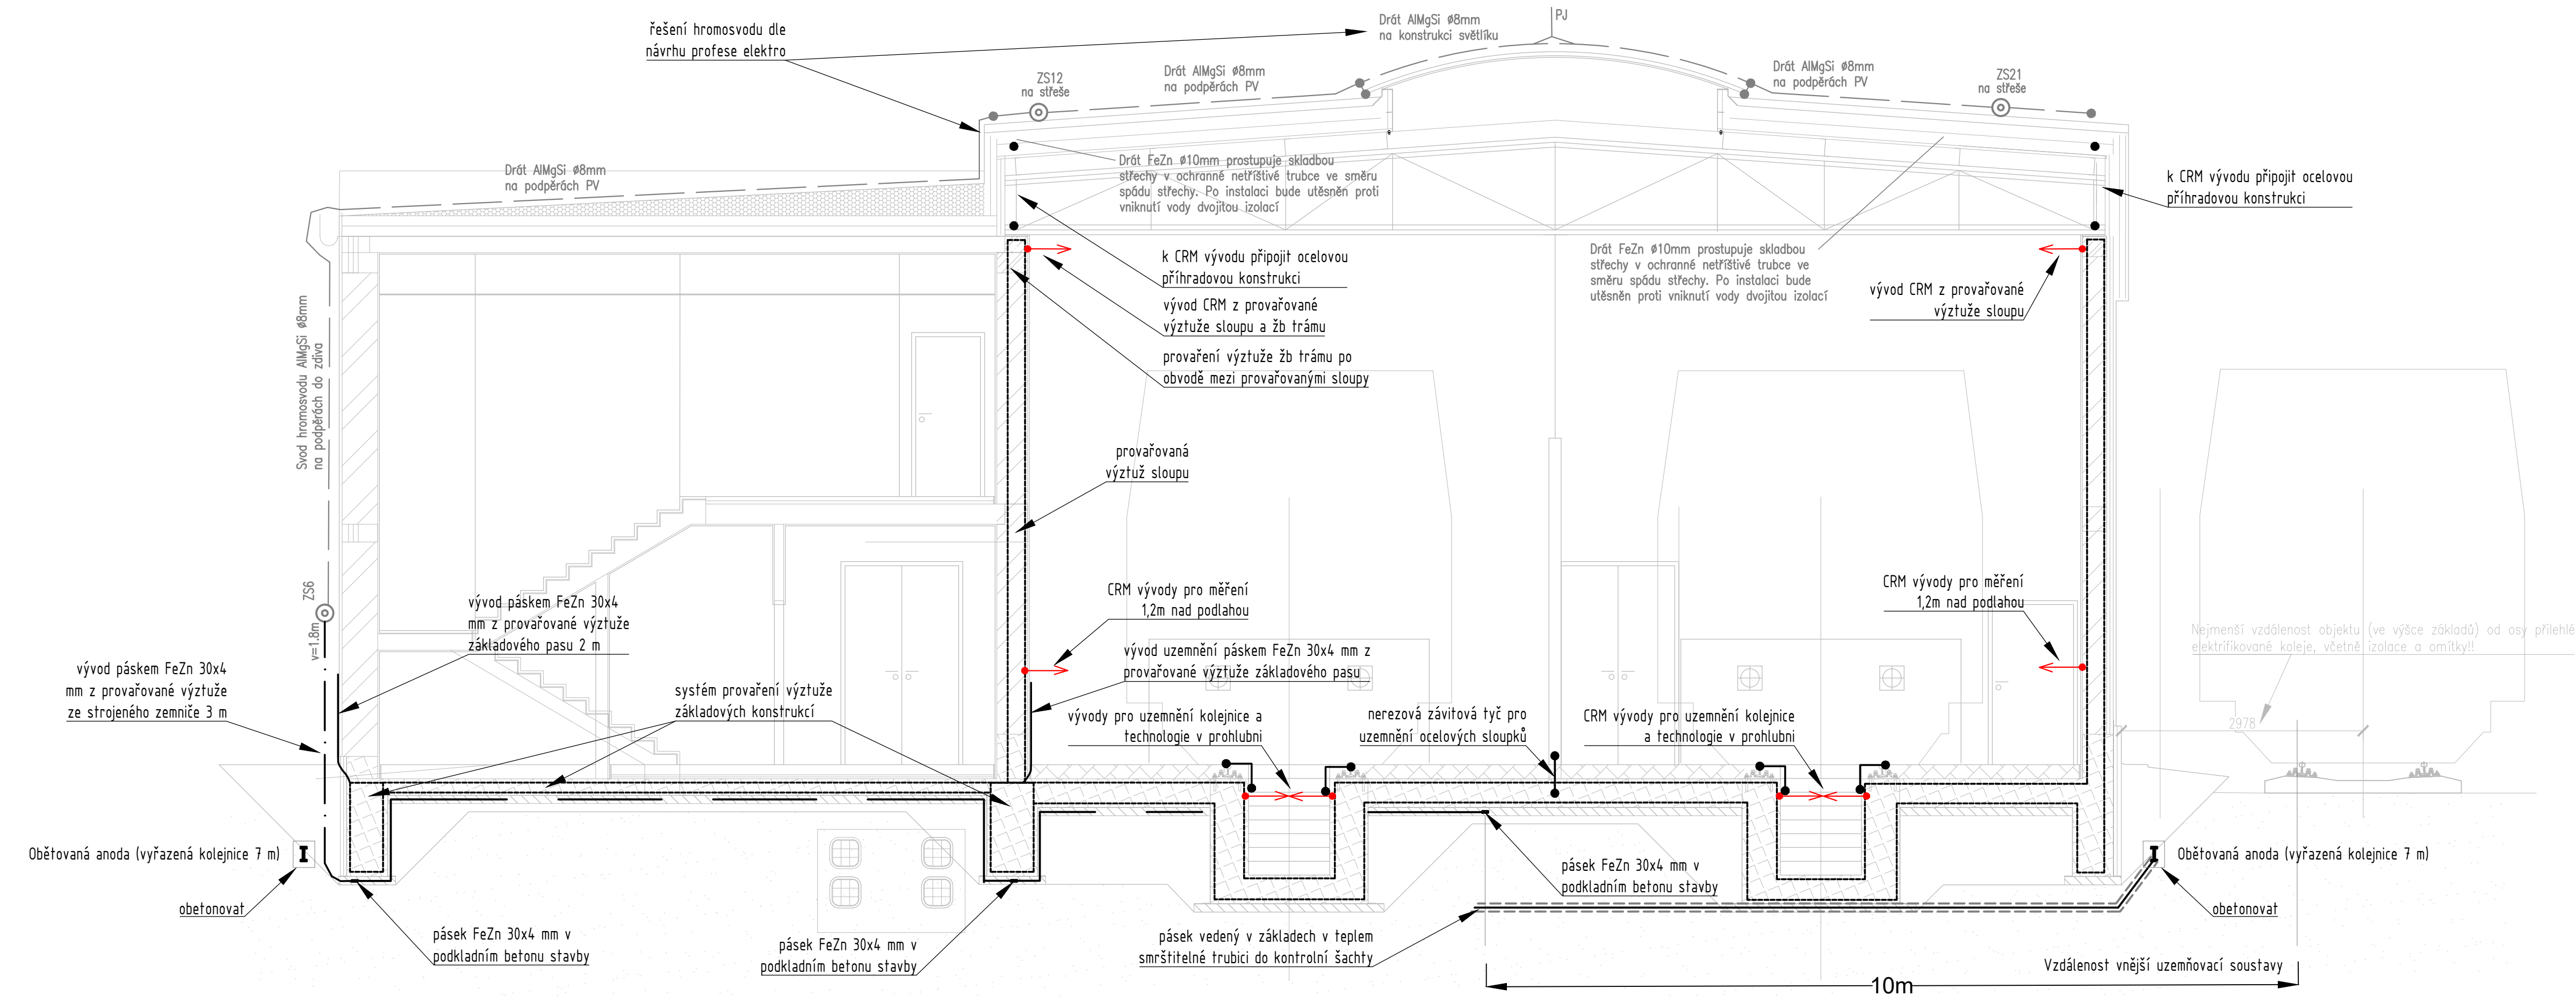 řešení hromosvodu dle
návrhu profese elektro
Drát AlMgSi ø8mm
na konstrukci světlíku
PJ
ZS12
na střeše
Drát AlMgSi ø8mm
na podpěrách PV
Drát AlMgSi ø8mm
na podpěrách PV
ZS21
na střeše
Drát AlMgSi ø8mm
na podpěrách PV
Drát FeZn ø10mm prostupuje skladbou
střechy v ochranné netříštivé trubce ve směru
spádu střechy. Po instalaci bude utěsněn proti
vniknutí vody dvojitou izolací
k CRM vývodu připojit ocelovou
příhradovou konstrukci
k CRM vývodu připojit ocelovou
příhradovou konstrukci
Drát FeZn ø10mm prostupuje skladbou
střechy v ochranné netříštivé trubce ve
směru spádu střechy. Po instalaci bude
utěsněn proti vniknutí vody dvojitou izolací
vývod CRM z provařované
výztuže sloupu a žb trámu
vývod CRM z provařované
výztuže sloupu
provaření výztuže žb trámu po
obvodě mezi provařovanými sloupy
Svod hromosvodu AlMgSi ø8mm
na podpěrách do zdiva
provařovaná
výztuž sloupu
ZS6
v=1.8m
vývod páskem FeZn 30x4
mm z provařované výztuže
základového pasu 2 m
CRM vývody pro měření
1,2m nad podlahou
CRM vývody pro měření
1,2m nad podlahou
Nejmenší vzdálenost objektu (ve výšce základů) od osy přilehlé
elektrifikované koleje, včetně izolace a omítky!!
vývod páskem FeZn 30x4
mm z provařované výztuže
ze strojeného zemniče 3 m
systém provaření výztuže
základových konstrukcí
vývod uzemnění páskem FeZn 30x4 mm z
provařované výztuže základového pasu
vývody pro uzemnění kolejnice a
technologie v prohlubni
nerezová závitová tyč pro
uzemnění ocelových sloupků
CRM vývody pro uzemnění kolejnice
a technologie v prohlubni
2978
Obětovaná anoda (vyřazená kolejnice 7 m)
obetonovat
pásek FeZn 30x4 mm v
podkladním betonu stavby
pásek FeZn 30x4 mm v
podkladním betonu stavby
pásek FeZn 30x4 mm v
podkladním betonu stavby
Obětovaná anoda (vyřazená kolejnice 7 m)
obetonovat
pásek vedený v základech v teplem
smrštitelné trubici do kontrolní šachty
Vzdálenost vnější uzemňovací soustavy
10m